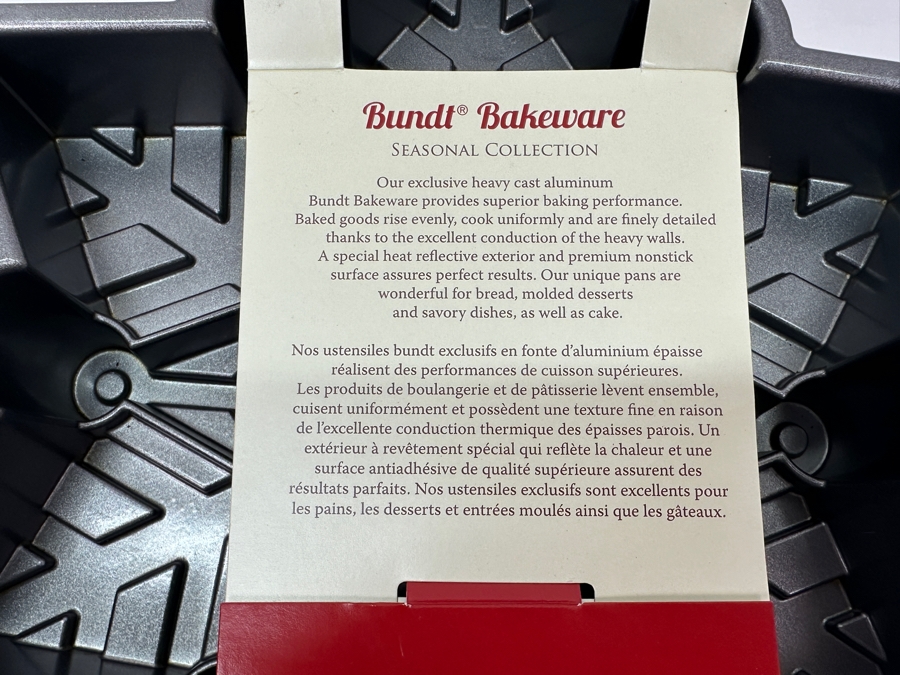 Bundt® Bakeware
SEASONAL COLLECTION
Our exclusive heavy cast aluminum
Bundt Bakeware provides superior baking performance.
Baked goods rise evenly, cook uniformly and are finely detailed
thanks to the excellent conduction of the heavy walls.
A special heat reflective exterior and premium nonstick
surface assures perfect results. Our unique pans are
wonderful for bread, molded desserts
and savory dishes, as well as cake.
Nos ustensiles bundt exclusifs en fonte d'aluminium épaisse
réalisent des performances de cuisson supérieures.
Les produits de boulangerie et de pâtisserie lèvent ensemble,
cuisent uniformément et possèdent une texture fine en raison
de l'excellente conduction thermique des épaisses parois. Un
extérieur à revêtement spécial qui reflète la chaleur et une
surface antiadhésive de qualité supérieure assurent des
résultats parfaits. Nos ustensiles exclusifs sont excellents pour
les pains, les desserts et entrées moulés ainsi que les gâteaux.